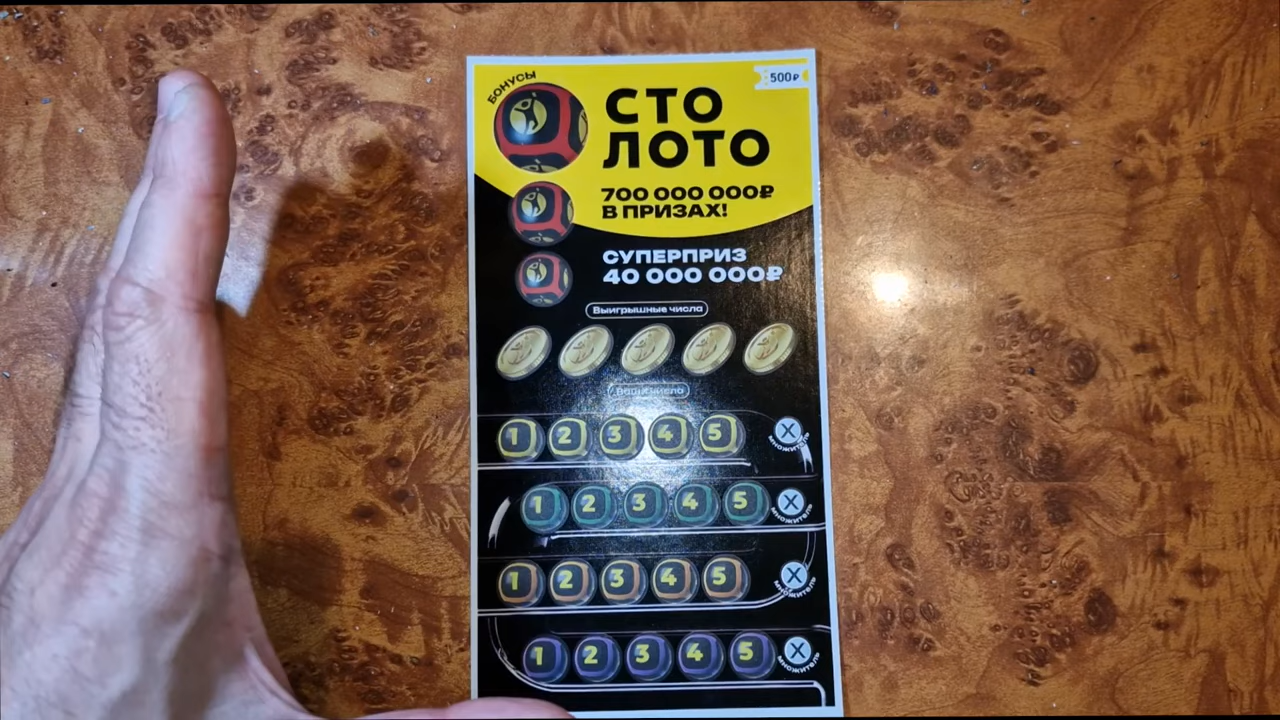 БОНУСЫ
500₽
СТО
ЛОТО
700 000 000₽
В ПРИЗАХ!
СУПЕРПРИЗ
40 000 000₽
Выигрышные числа
Ваши числа
1 2 3 4 5 X
множитель
1 2 3 4 5 X
множитель
1 2 3 4 5 X
множитель
1 2 3 4 5 X
множитель